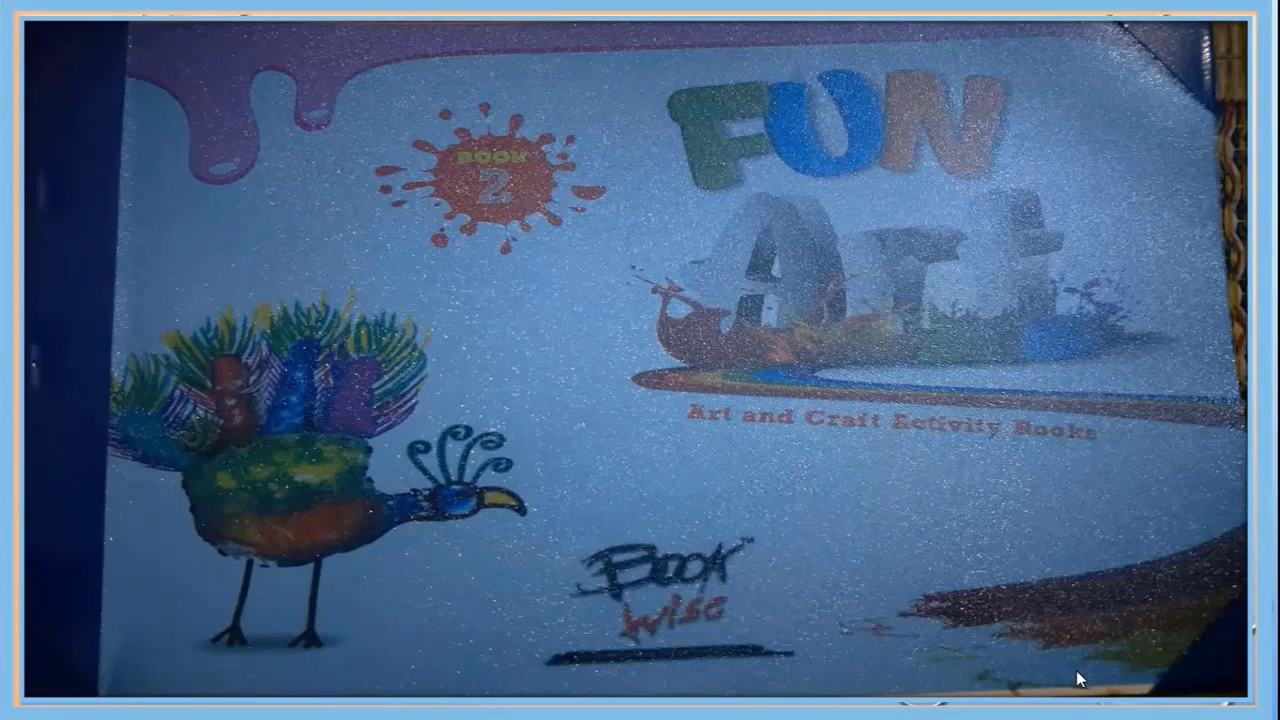 BOOK
2
FUN
Art
Art and Craft Activity Books
Book
wise